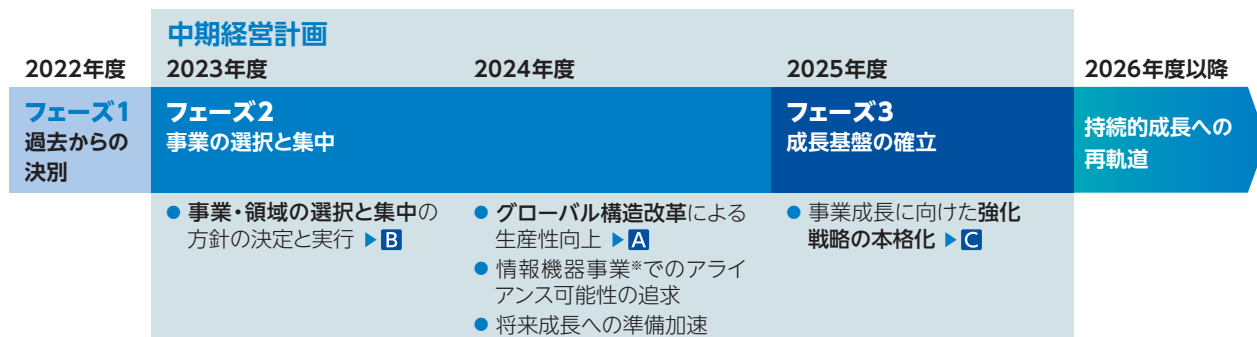 中期経営計画
2022年度
2023年度
2024年度
2025年度
2026年度以降
フェーズ1
過去からの
決別
フェーズ2
事業の選択と集中
フェーズ3
成長基盤の確立
持続的成長への
再軌道
● 事業・領域の選択と集中の
方針の決定と実行 ▶B
● グローバル構造改革による
生産性向上 ▶A
● 情報機器事業※でのアライ
アンス可能性の追求
● 将来成長への準備加速
● 事業成長に向けた強化
戦略の本格化 ▶C